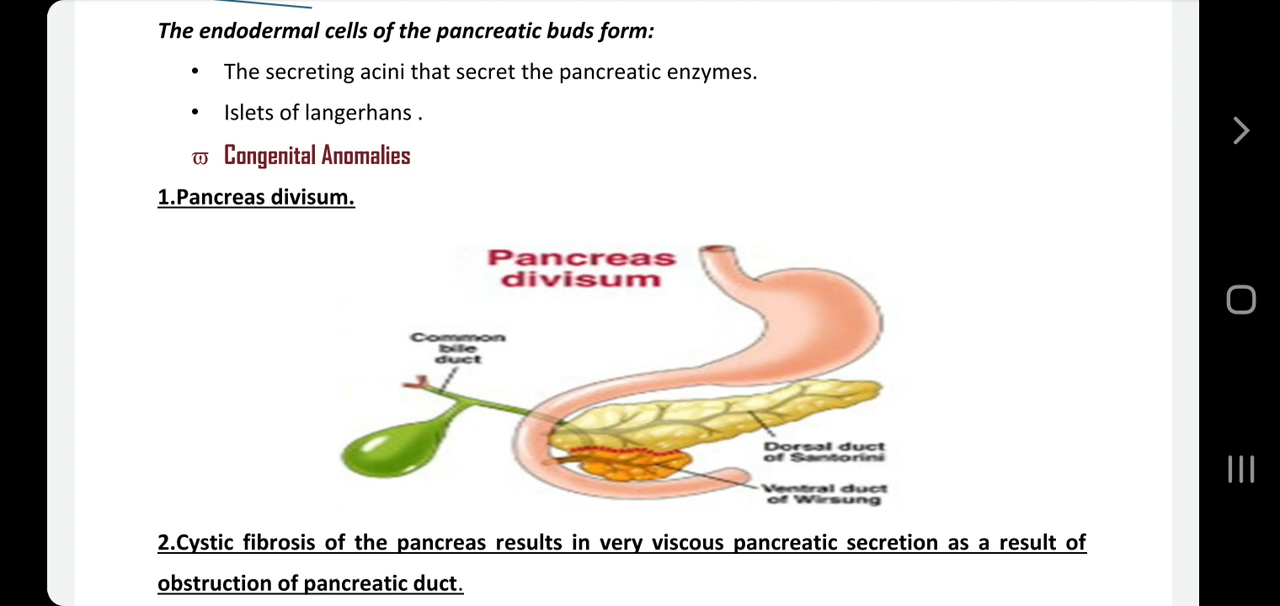 The endodermal cells of the pancreatic buds form:
• The secreting acini that secret the pancreatic enzymes.
• Islets of langerhans .
ϖ Congenital Anomalies
1.Pancreas divisum.
Pancreas
divisum
Common
bile
duct
Dorsal duct
of Santorini
Ventral duct
of Wirsung
2.Cystic fibrosis of the pancreas results in very viscous pancreatic secretion as a result of
obstruction of pancreatic duct.